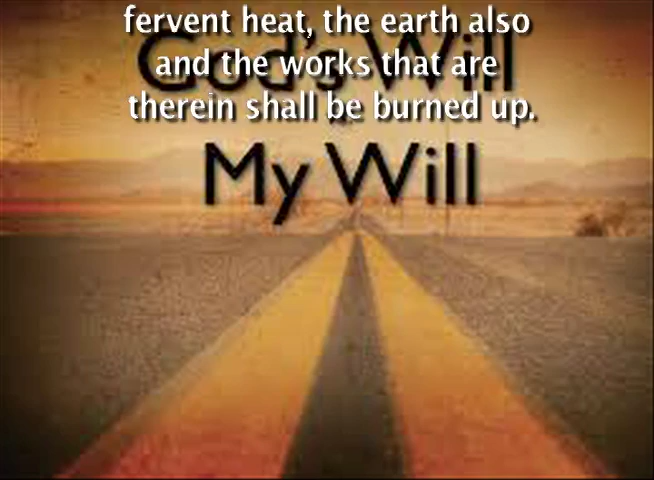 fervent heat, the earth also
God's Will
and the works that are
therein shall be burned up.
My Will